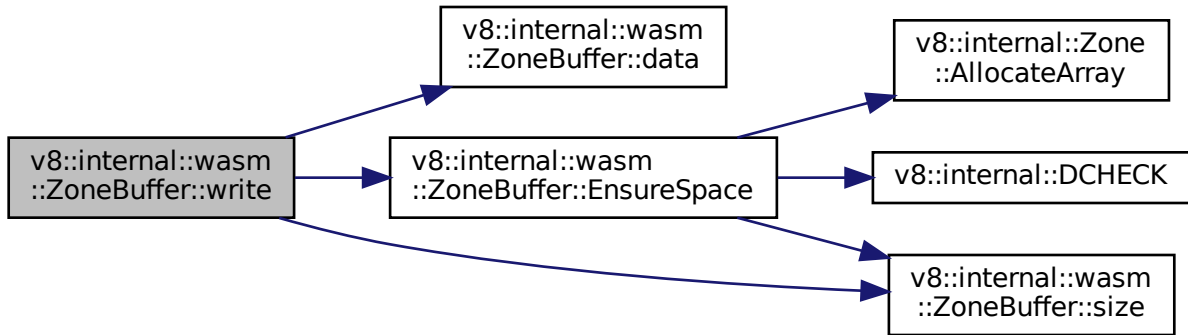 v8::internal::wasm
::ZoneBuffer::write
v8::internal::wasm
::ZoneBuffer::data
v8::internal::wasm
::ZoneBuffer::EnsureSpace
v8::internal::Zone
::AllocateArray
v8::internal::DCHECK
v8::internal::wasm
::ZoneBuffer::size